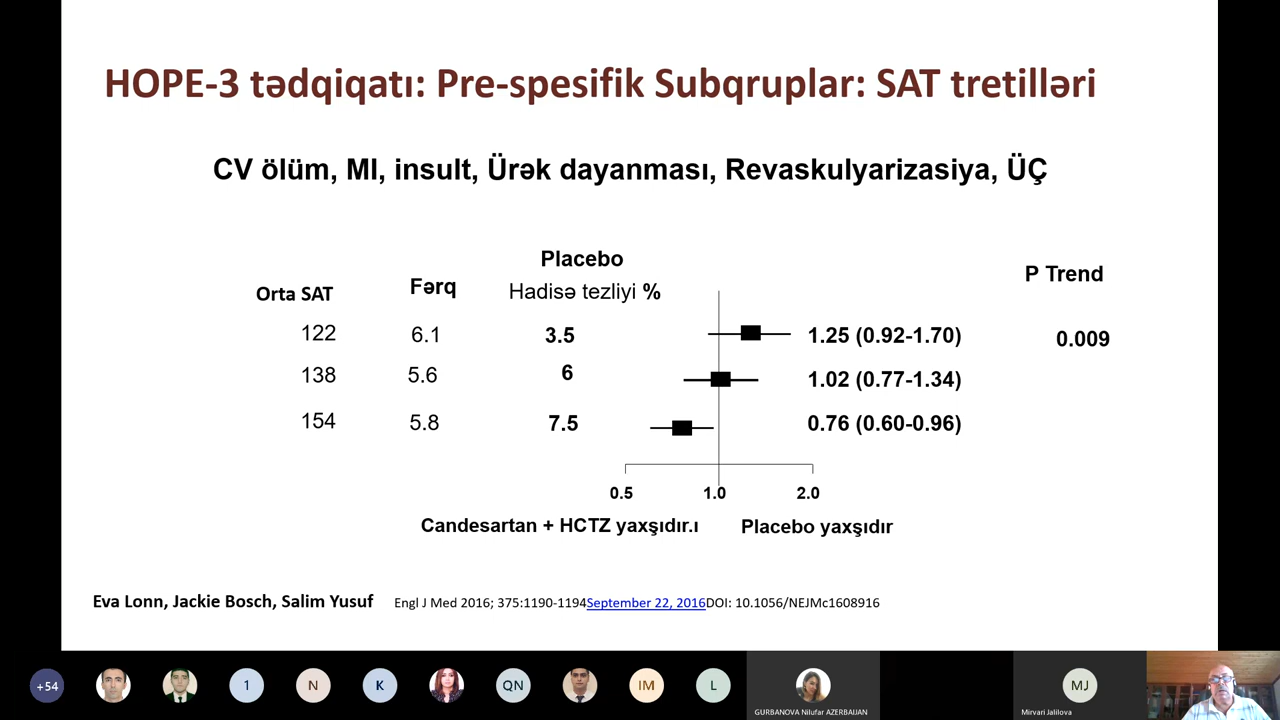 HOPE-3 tədqiqatı: Pre-spesifik Subqruplar: SAT tretilləri
CV ölüm, MI, insult, Ürək dayanması, Revaskulyarizasiya, ÜÇ
Orta SAT Fərq Placebo Hadisə tezliyi % P Trend
122 6.1 3.5 1.25 (0.92-1.70) 0.009
138 5.6 6 1.02 (0.77-1.34)
154 5.8 7.5 0.76 (0.60-0.96)
0.5 1.0 2.0
Candesartan + HCTZ yaxşıdır.ı Placebo yaxşıdır
Eva Lonn, Jackie Bosch, Salim Yusuf Engl J Med 2016; 375:1190-1194September 22, 2016DOI: 10.1056/NEJMc1608916
+54 1 N K QN IM L MJ
GURBANOVA Nilufar AZERBAIJAN Mirvari Jalilova